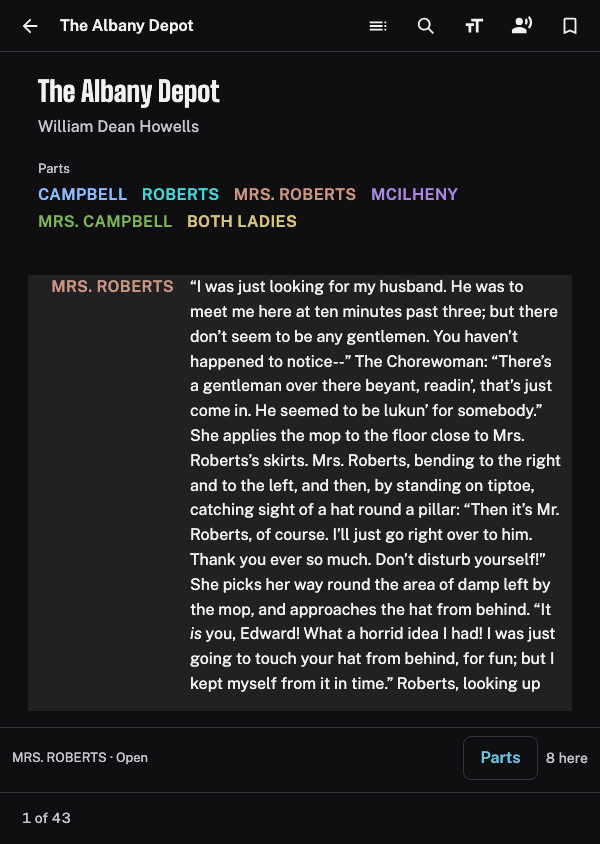 The Albany Depot
The Albany Depot
William Dean Howells
Parts
CAMPBELL ROBERTS MRS. ROBERTS MCILHENY
MRS. CAMPBELL BOTH LADIES
MRS. ROBERTS “I was just looking for my husband. He was to
meet me here at ten minutes past three; but there
don’t seem to be any gentlemen. You haven’t
happened to notice--” The Chorewoman: “There’s
a gentleman over there beyant, readin’, that’s just
come in. He seemed to be lukun’ for somebody.”
She applies the mop to the floor close to Mrs.
Roberts’s skirts. Mrs. Roberts, bending to the right
and to the left, and then, by standing on tiptoe,
catching sight of a hat round a pillar: “Then it’s Mr.
Roberts, of course. I’ll just go right over to him.
Thank you ever so much. Don’t disturb yourself!”
She picks her way round the area of damp left by
the mop, and approaches the hat from behind. “It
is you, Edward! What a horrid idea I had! I was just
going to touch your hat from behind, for fun; but I
kept myself from it in time.” Roberts, looking up
MRS. ROBERTS · Open
Parts
8 here
1 of 43